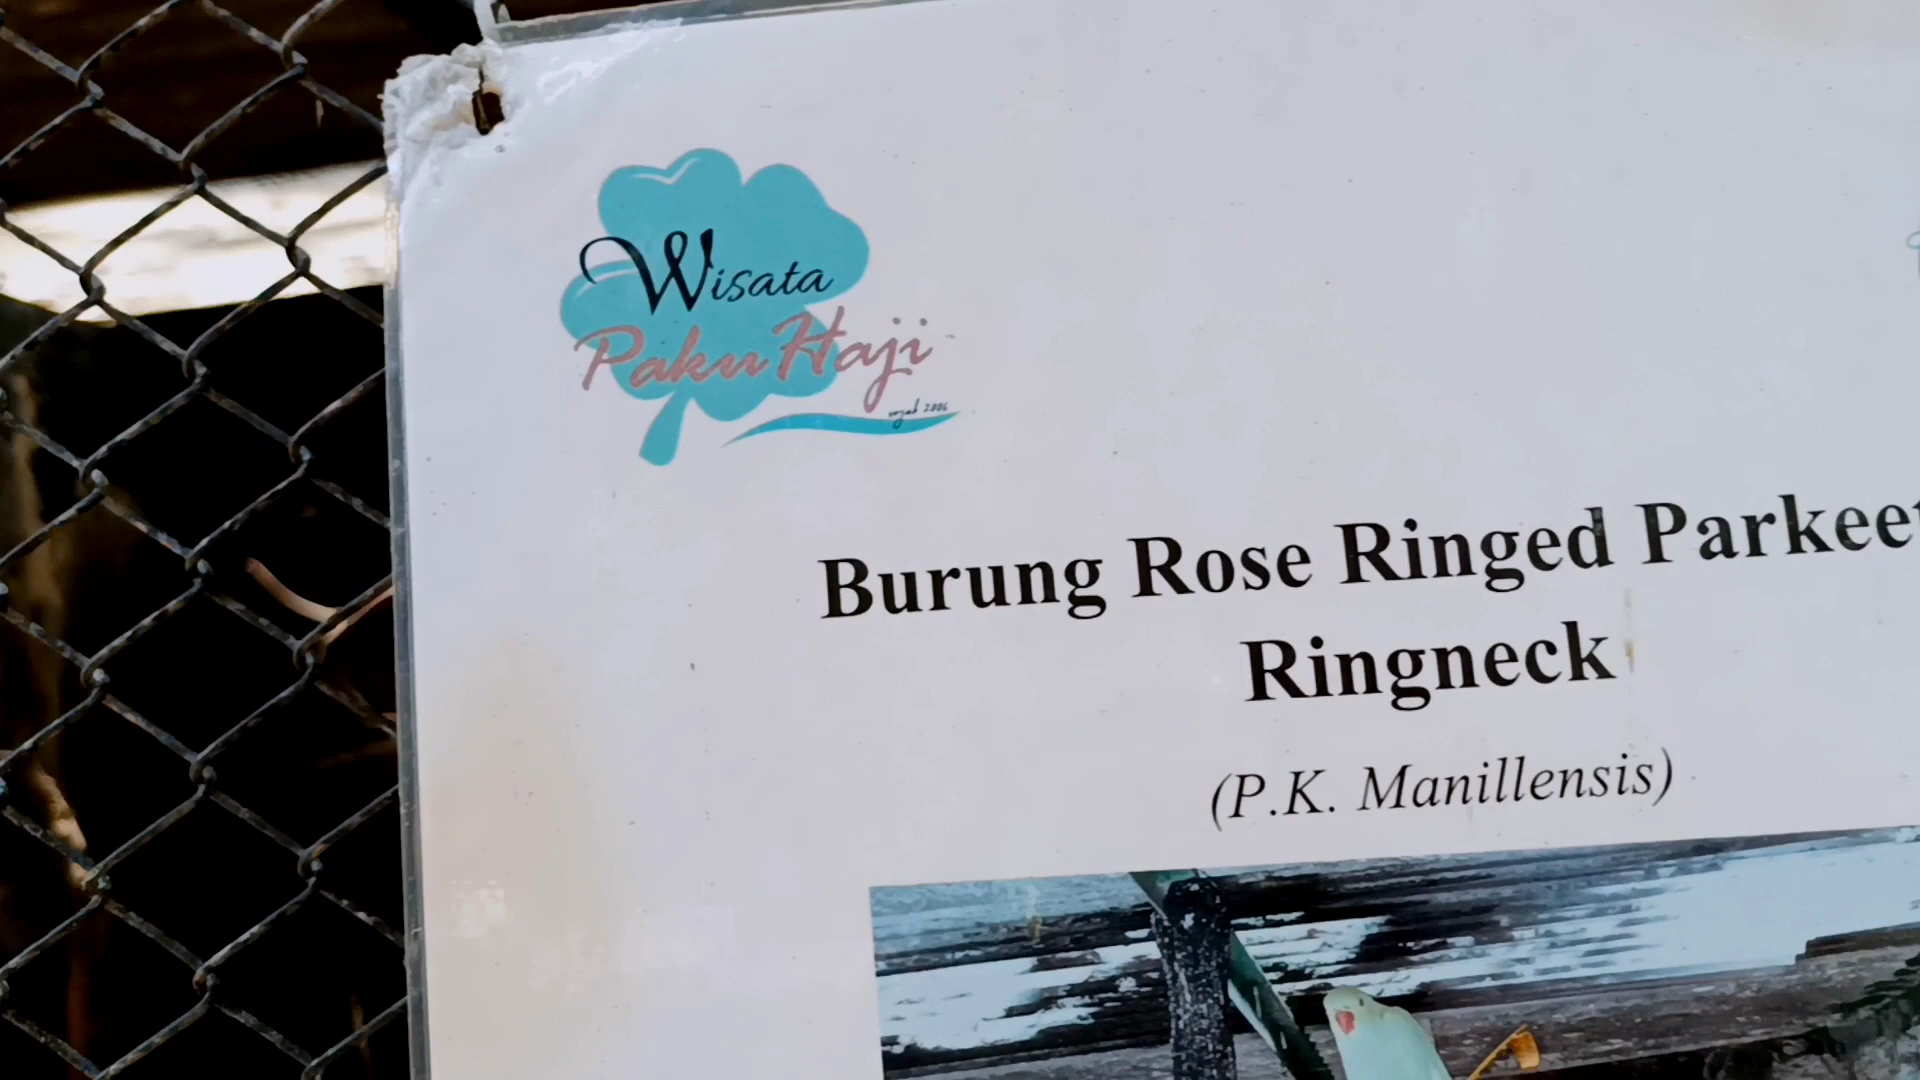 Wisata
Paku Haji
Burung Rose Ringed Parkeet
Ringneck
(P.K. Manillensis)